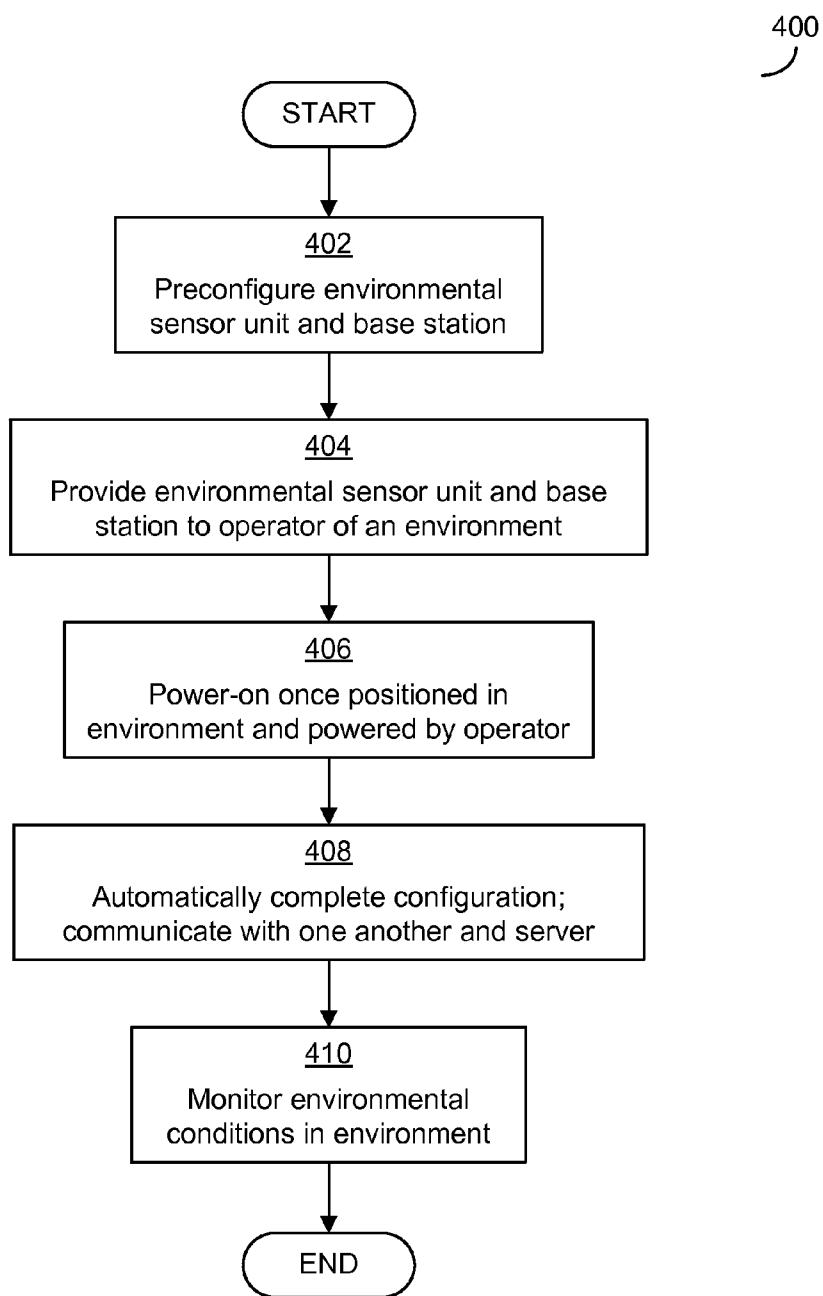 400
START
402
Preconfigure environmental
sensor unit and base station
404
Provide environmental sensor unit and base
station to operator of an environment
406
Power-on once positioned in
environment and powered by operator
408
Automatically complete configuration;
communicate with one another and server
410
Monitor environmental
conditions in environment
END